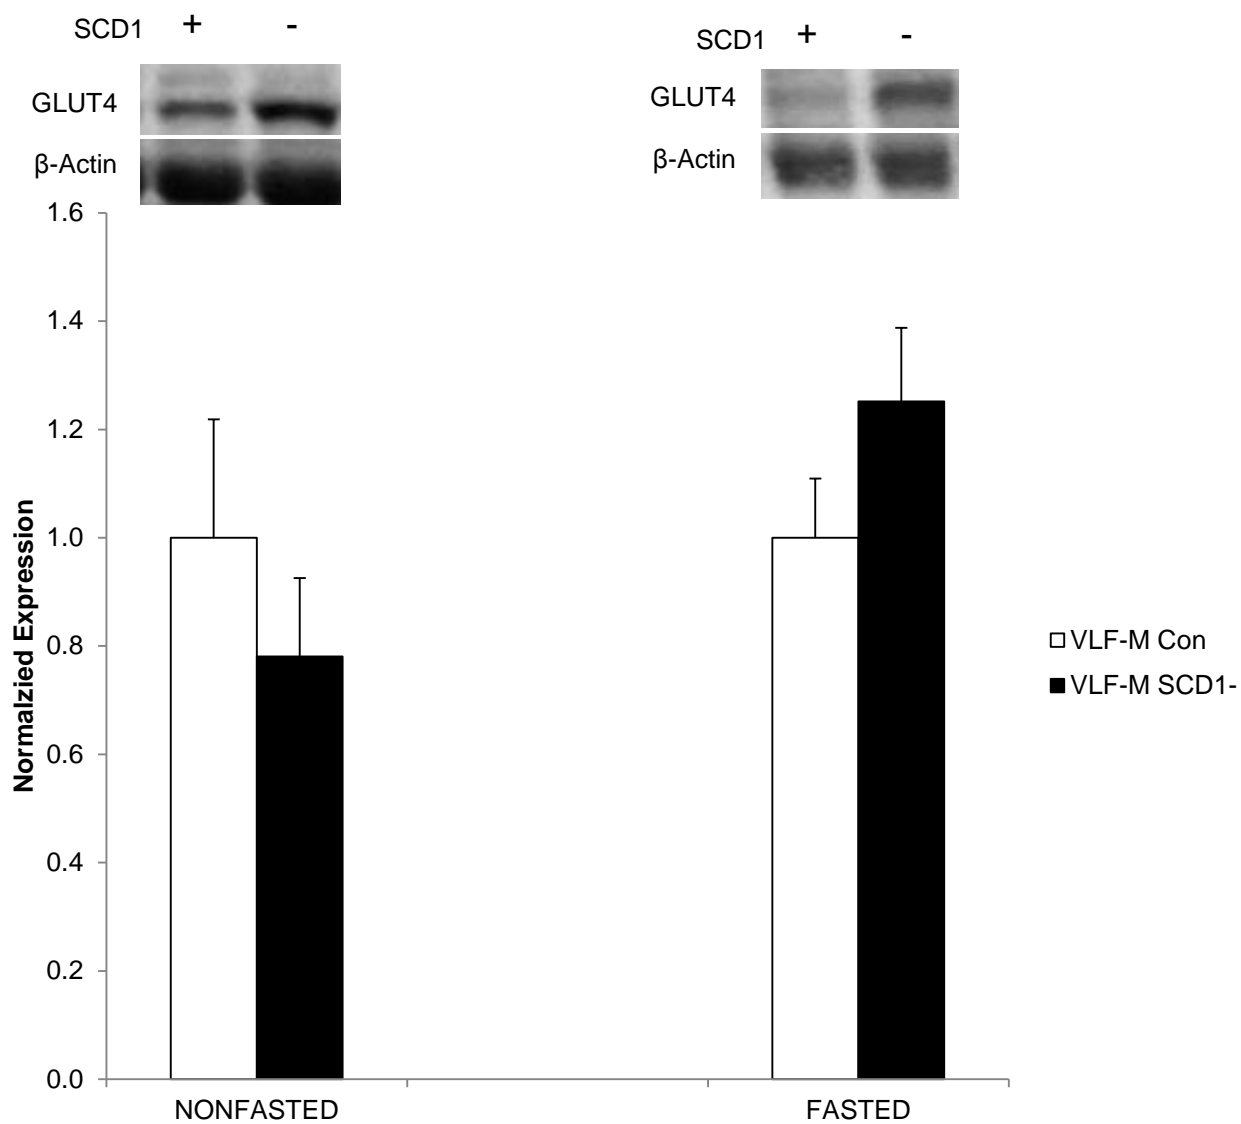 SCD1 + -
GLUT4
β-Actin
SCD1 + -
GLUT4
β-Actin
1.6
1.4
1.2
1.0
0.8
0.6
0.4
0.2
0.0
Normalzied Expression
NONFASTED
FASTED
VLF-M Con
VLF-M SCD1-